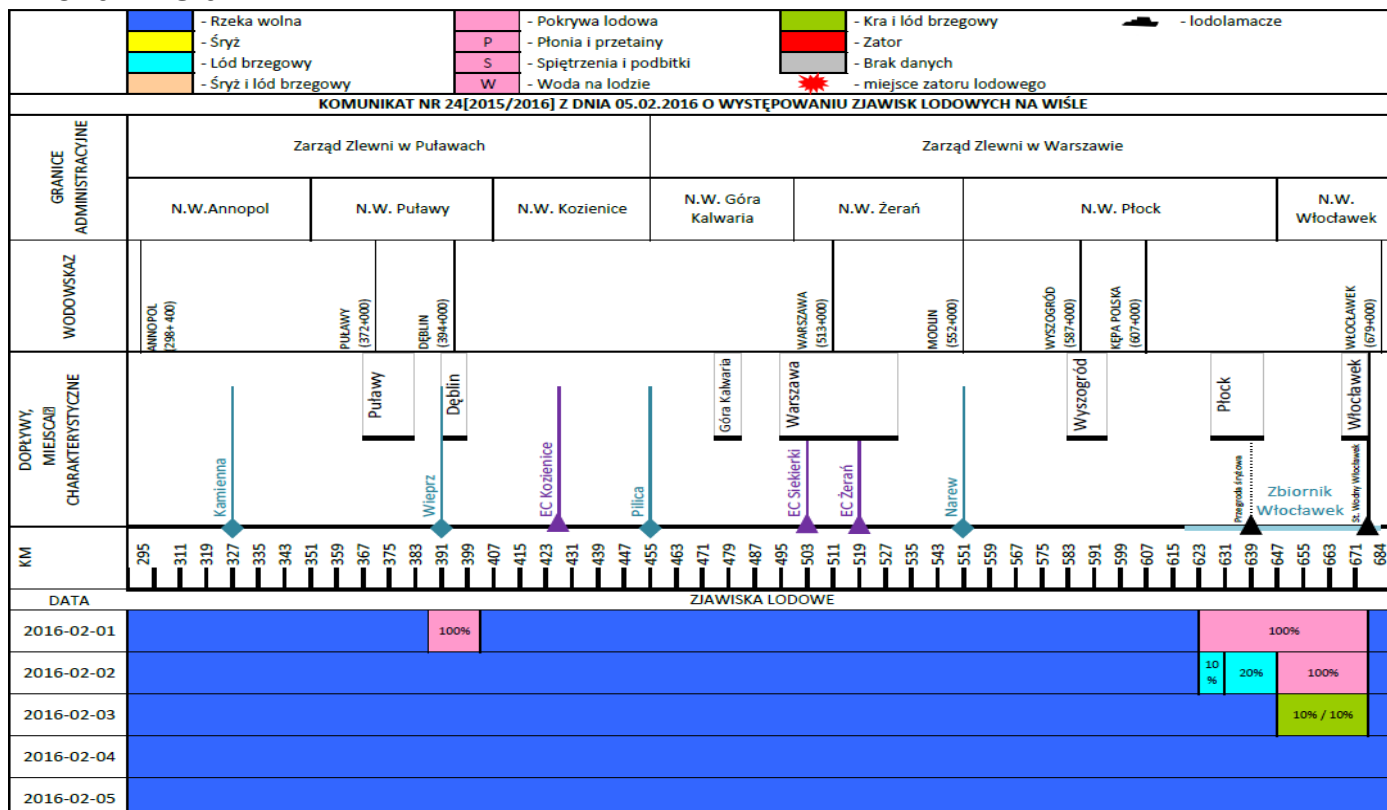 - Rzeka wolna
- Śryż
- Lód brzegowy
- Śryż i lód brzegowy
- Pokrywa lodowa
P - Płonia i przetainy
S - Spiętrzenia i podbitki
W - Woda na lodzie
- Kra i lód brzegowy
- Zator
- Brak danych
- miejsce zatoru lodowego
- lodolamacze
KOMUNIKAT NR 24[2015/2016] Z DNIA 05.02.2016 O WYSTĘPOWANIU ZJAWISK LODOWYCH NA WIŚLE
GRANICE
ADMINISTRACYJNE
Zarząd Zlewni w Puławach
Zarząd Zlewni w Warszawie
N.W.Annopol
N.W. Puławy
N.W. Kozienice
N.W. Góra
Kalwaria
N.W. Żerań
N.W. Płock
N.W.
Włocławek
WODOWSKAZ
ANNOPOL
(298+ 400)
PUŁAWY
(372+000)
DĘBLIN
(394+000)
WARSZAWA
(513+000)
MODLIN
(552+000)
WYSZOGRÓD
(587+000)
KĘPA POLSKA
(607+000)
WŁOCŁAWEK
(679+000)
DOPŁYWY,
MIEJSCA
CHARAKTERYSTYCZNE
Kamienna
Puławy
Wieprz
Dęblin
EC Kozienice
Pilica
Góra Kalwaria
Warszawa
EC Siekierki
EC Żerań
Narew
Wyszogród
Płock
Przegroda śryżowa
Zbiornik
Włocławek
Włocławek
St. Wodny Włocławek
KM
295 311 319 327 335 343 351 359 367 375 383 391 399 407 415 423 431 439 447 455 463 471 479 487 495 503 511 519 527 535 543 551 559 567 575 583 591 599 607 615 623 631 639 647 655 663 671 684
DATA ZJAWISKA LODOWE
2016-02-01 100% 100%
2016-02-02 10 % 20% 100%
2016-02-03 10% / 10%
2016-02-04
2016-02-05